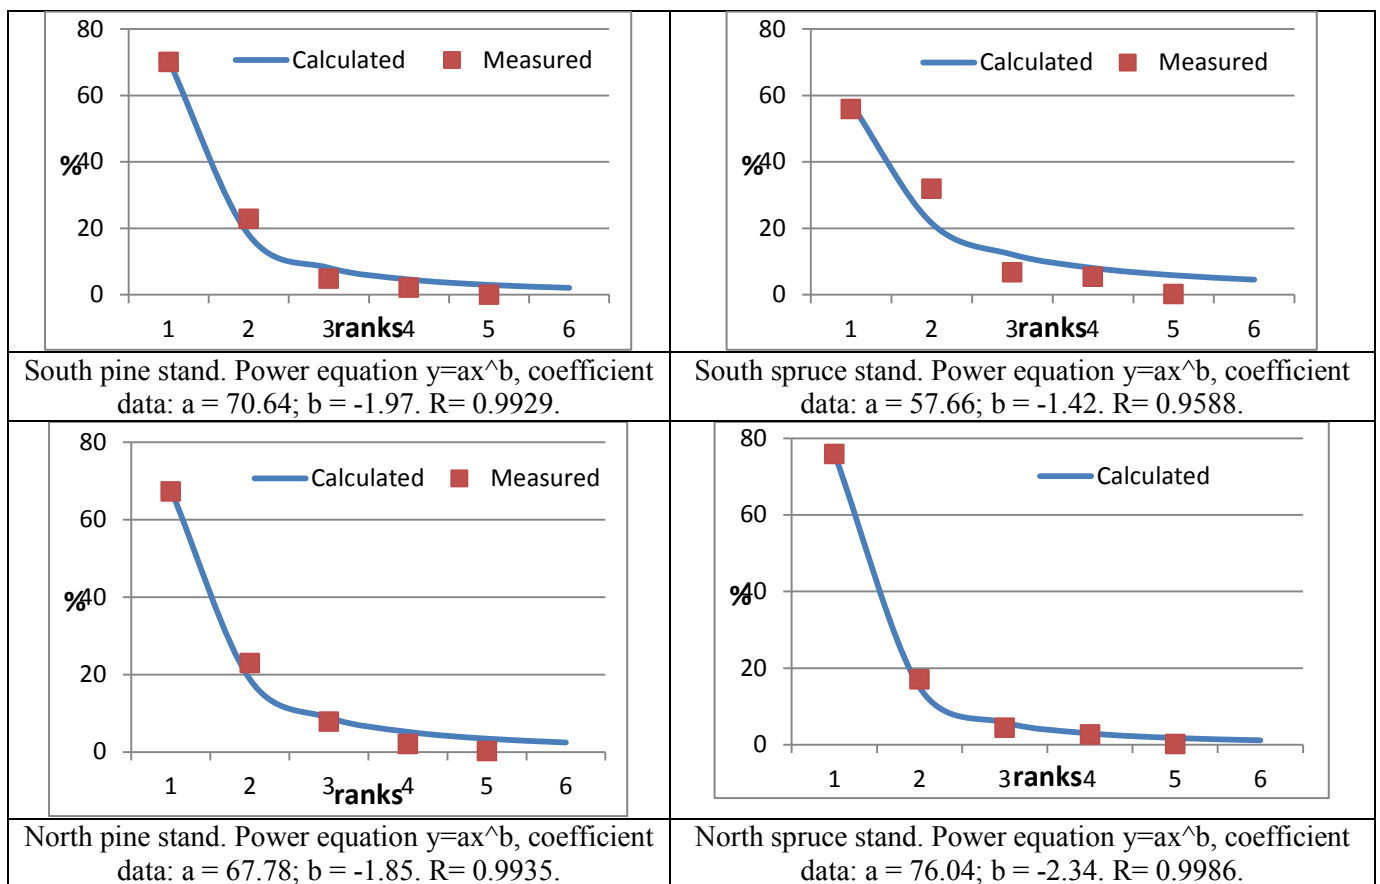 80
60
%40
20
0
Calculated
Measured
1 2 3ranks4 5 6
80
60
%40
20
0
Calculated
Measured
1 2 3ranks4 5 6
South pine stand. Power equation y=ax^b, coefficient
data: a = 70.64; b = -1.97. R= 0.9929.
South spruce stand. Power equation y=ax^b, coefficient
data: a = 57.66; b = -1.42. R= 0.9588.
80
60
%40
20
0
Calculated
Measured
1 2 3ranks4 5 6
80
60
%40
20
0
Calculated
1 2 3ranks4 5 6
North pine stand. Power equation y=ax^b, coefficient
data: a = 67.78; b = -1.85. R= 0.9935.
North spruce stand. Power equation y=ax^b, coefficient
data: a = 76.04; b = -2.34. R= 0.9986.